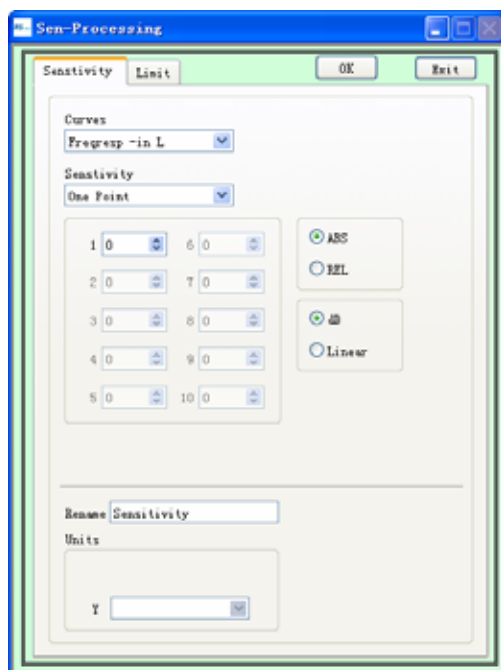 Sen-Processing
Senstivity Limit OK Exit
Curves
Freqresp -in L
Senstivity
One Point
1 0 6 0
ABS
2 0 7 0
REL
3 0 8 0
dB
4 0 9 0
Linear
5 0 10 0
Rename Sensitivity
Units
Y